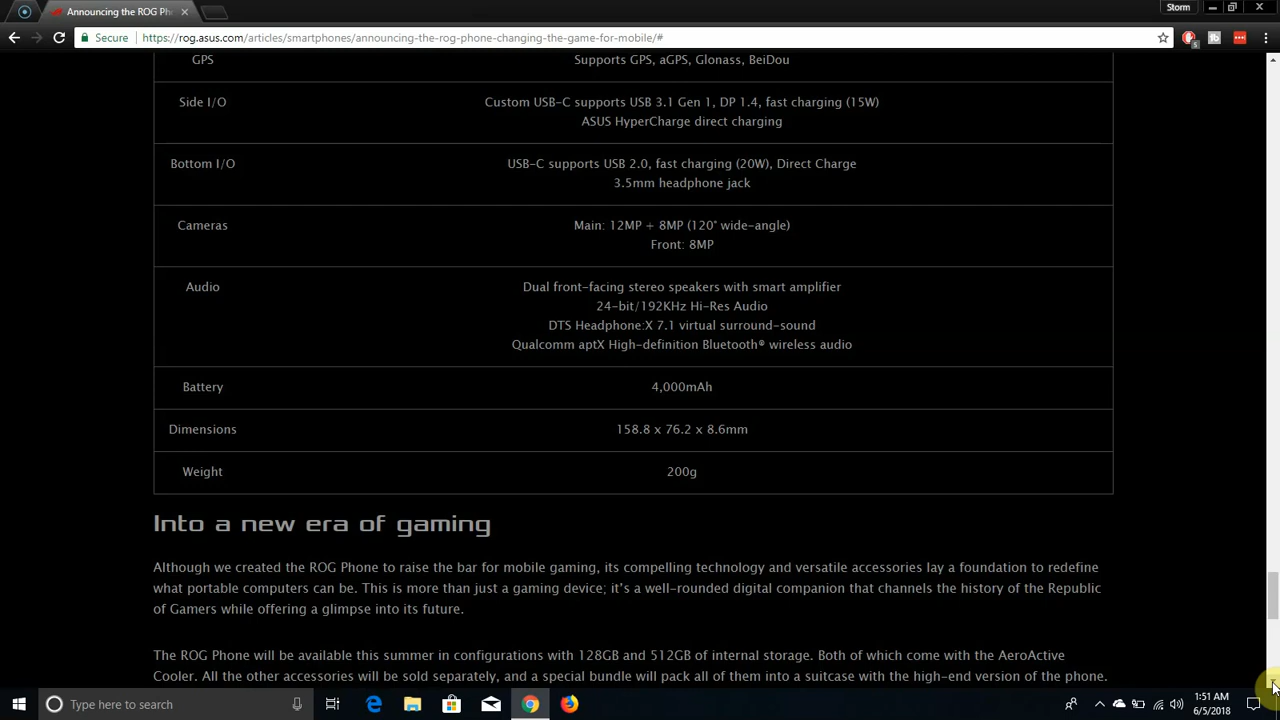 Announcing the ROG Ph
Storm
Secure
https://rog.asus.com/articles/smartphones/announcing-the-rog-phone-changing-the-game-for-mobile/#
GPS
Supports GPS, aGPS, Glonass, BeiDou
Side I/O
Custom USB-C supports USB 3.1 Gen 1, DP 1.4, fast charging (15W)
ASUS HyperCharge direct charging
Bottom I/O
USB-C supports USB 2.0, fast charging (20W), Direct Charge
3.5mm headphone jack
Cameras
Main: 12MP + 8MP (120° wide-angle)
Front: 8MP
Audio
Dual front-facing stereo speakers with smart amplifier
24-bit/192KHz Hi-Res Audio
DTS Headphone:X 7.1 virtual surround-sound
Qualcomm aptX High-definition Bluetooth® wireless audio
Battery
4,000mAh
Dimensions
158.8 x 76.2 x 8.6mm
Weight
200g
Into a new era of gaming
Although we created the ROG Phone to raise the bar for mobile gaming, its compelling technology and versatile accessories lay a foundation to redefine
what portable computers can be. This is more than just a gaming device; it's a well-rounded digital companion that channels the history of the Republic
of Gamers while offering a glimpse into its future.
The ROG Phone will be available this summer in configurations with 128GB and 512GB of internal storage. Both of which come with the AeroActive
Cooler. All the other accessories will be sold separately, and a special bundle will pack all of them into a suitcase with the high-end version of the phone.
Type here to search
1:51 AM
6/5/2018